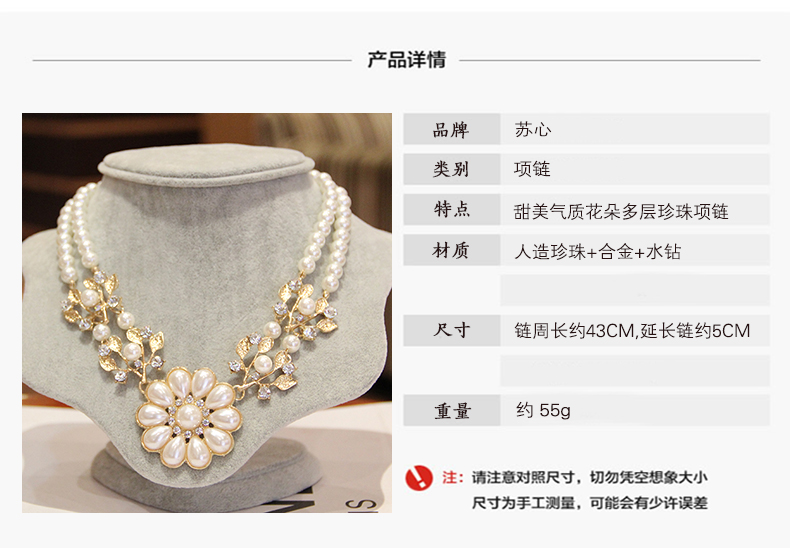 产品详情
品牌 苏心
类别 项链
特点 甜美气质花朵多层珍珠项链
材质 人造珍珠+合金+水钻
尺寸 链周长约43CM,延长链约5CM
重量 约 55g
注：请注意对照尺寸，切勿凭空想象大小
尺寸为手工测量，可能会有少许误差